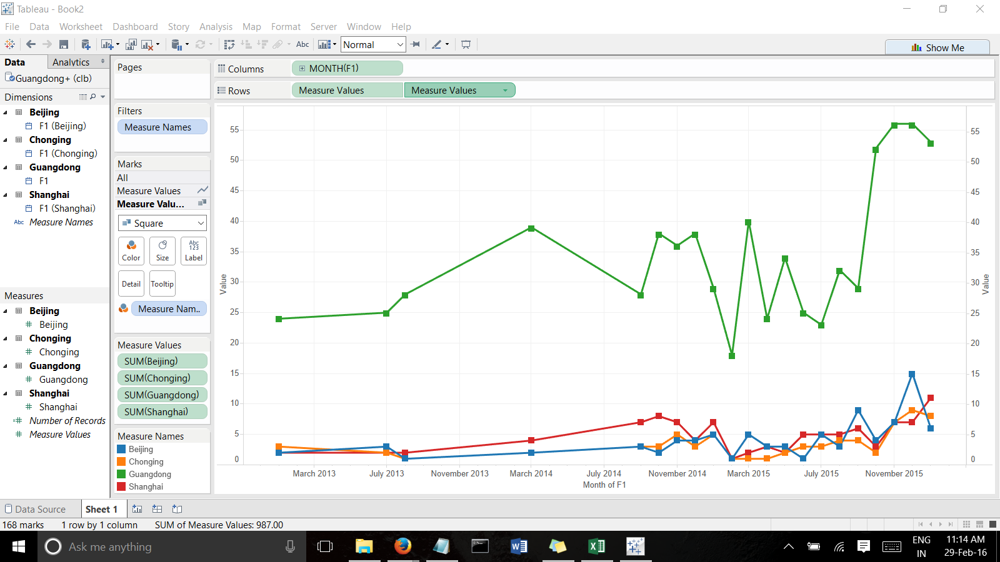 Tableau - Book2
File Data Worksheet Dashboard Story Analysis Map Format Server Window Help
Abc Normal Show Me
Data Analytics
Guangdong+ (clb)
Dimensions
Beijing
F1 (Beijing)
Chonging
F1 (Chonging)
Guangdong
F1
Shanghai
F1 (Shanghai)
Abc Measure Names
Measures
Beijing
Beijing
Chonging
Chonging
Guangdong
Guangdong
Shanghai
Shanghai
Number of Records
Measure Values
Pages
Filters
Measure Names
Marks
All
Measure Values
Measure Valu...
Square
Color Size Abc 123 Label
Detail Tooltip
Measure Nam..
Measure Values
SUM(Beijing)
SUM(Chonging)
SUM(Guangdong)
SUM(Shanghai)
Measure Names
Beijing
Chonging
Guangdong
Shanghai
Columns MONTH(F1)
Rows Measure Values Measure Values
55 55
50 50
45 45
40 40
35 35
30 30
25 25
20 20
15 15
10 10
5 5
0 0
Value Value
March 2013 July 2013 November 2013 March 2014 July 2014 November 2014 March 2015 July 2015 November 2015
Month of F1
Data Source Sheet 1
168 marks 1 row by 1 column SUM of Measure Values: 987.00
Ask me anything
ENG 11:14 AM
IN 29-Feb-16